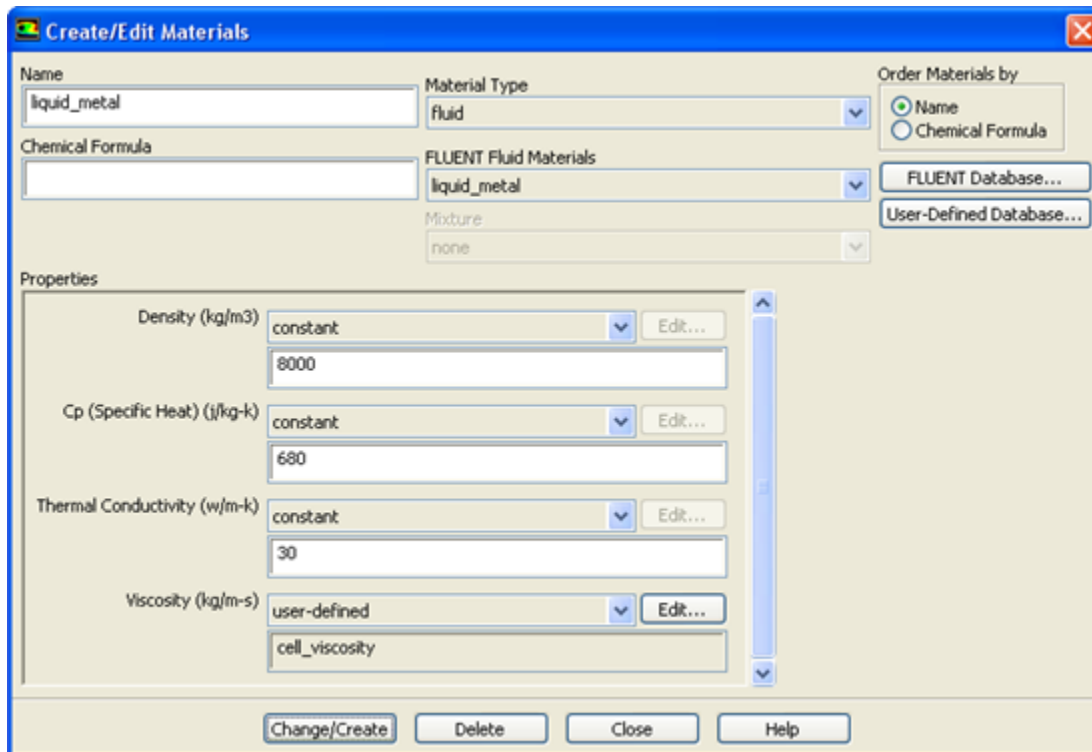 Create/Edit Materials
Name
liquid_metal
Chemical Formula
Material Type
fluid
FLUENT Fluid Materials
liquid_metal
Mixture
none
Order Materials by
Name
Chemical Formula
FLUENT Database...
User-Defined Database...
Properties
Density (kg/m3) constant Edit...
8000
Cp (Specific Heat) (j/kg-k) constant Edit...
680
Thermal Conductivity (w/m-k) constant Edit...
30
Viscosity (kg/m-s) user-defined Edit...
cell_viscosity
Change/Create Delete Close Help